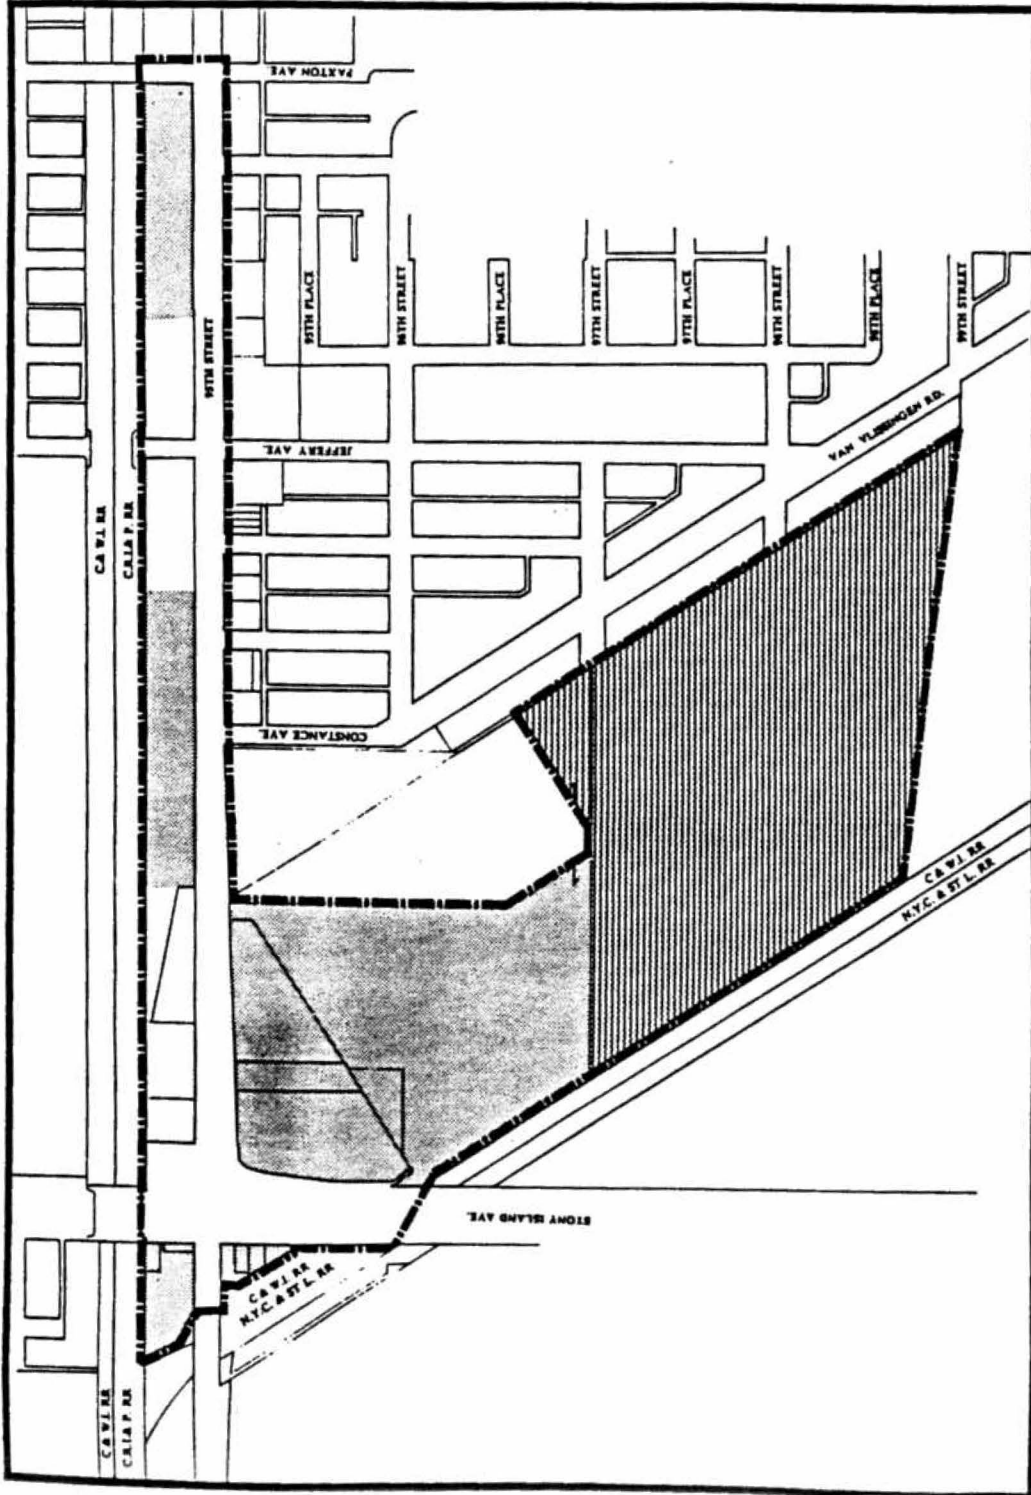 PAXTON AVE
95TH STREET
95TH PLACE
96TH STREET
96TH PLACE
97TH STREET
97TH PLACE
98TH STREET
98TH PLACE
99TH STREET
VAN VLISSINGEN RD.
JEFFERY AVE.
C.& W.I. RR
C.R.I.& P. RR
CONSTANCE AVE.
C.& W.I. RR
N.Y.C. & ST L. RR
STONY ISLAND AVE.
C.& W.I. RR
N.Y.C. & ST L. RR
C.& W.I. RR
C.R.I.& P. RR